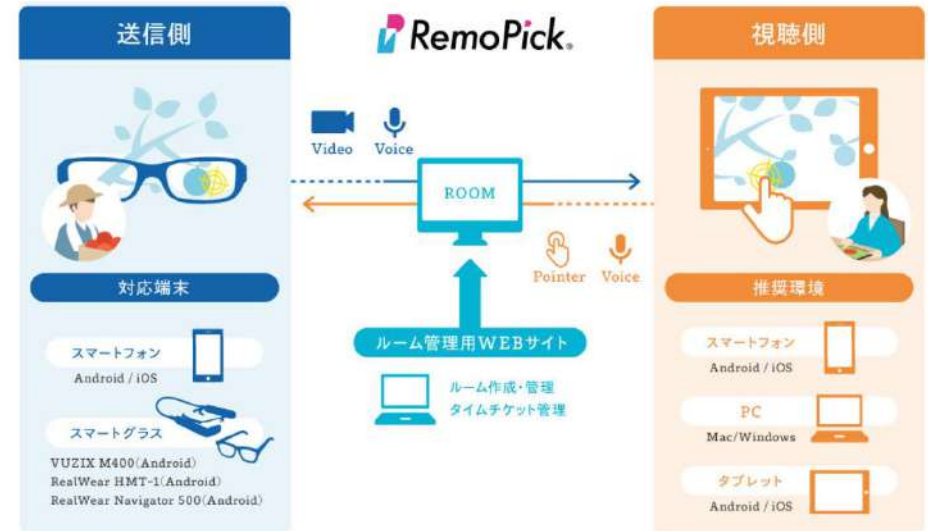 送信側
対応端末
スマートフォン
Android / iOS
スマートグラス
VUZIX M400(Android)
RealWear HMT-1(Android)
RealWear Navigator 500(Android)
RemoPick®
Video Voice
ROOM
Pointer Voice
ルーム管理用WEBサイト
ルーム作成・管理
タイムチケット管理
視聴側
推奨環境
スマートフォン
Android / iOS
PC
Mac/Windows
タブレット
Android / iOS